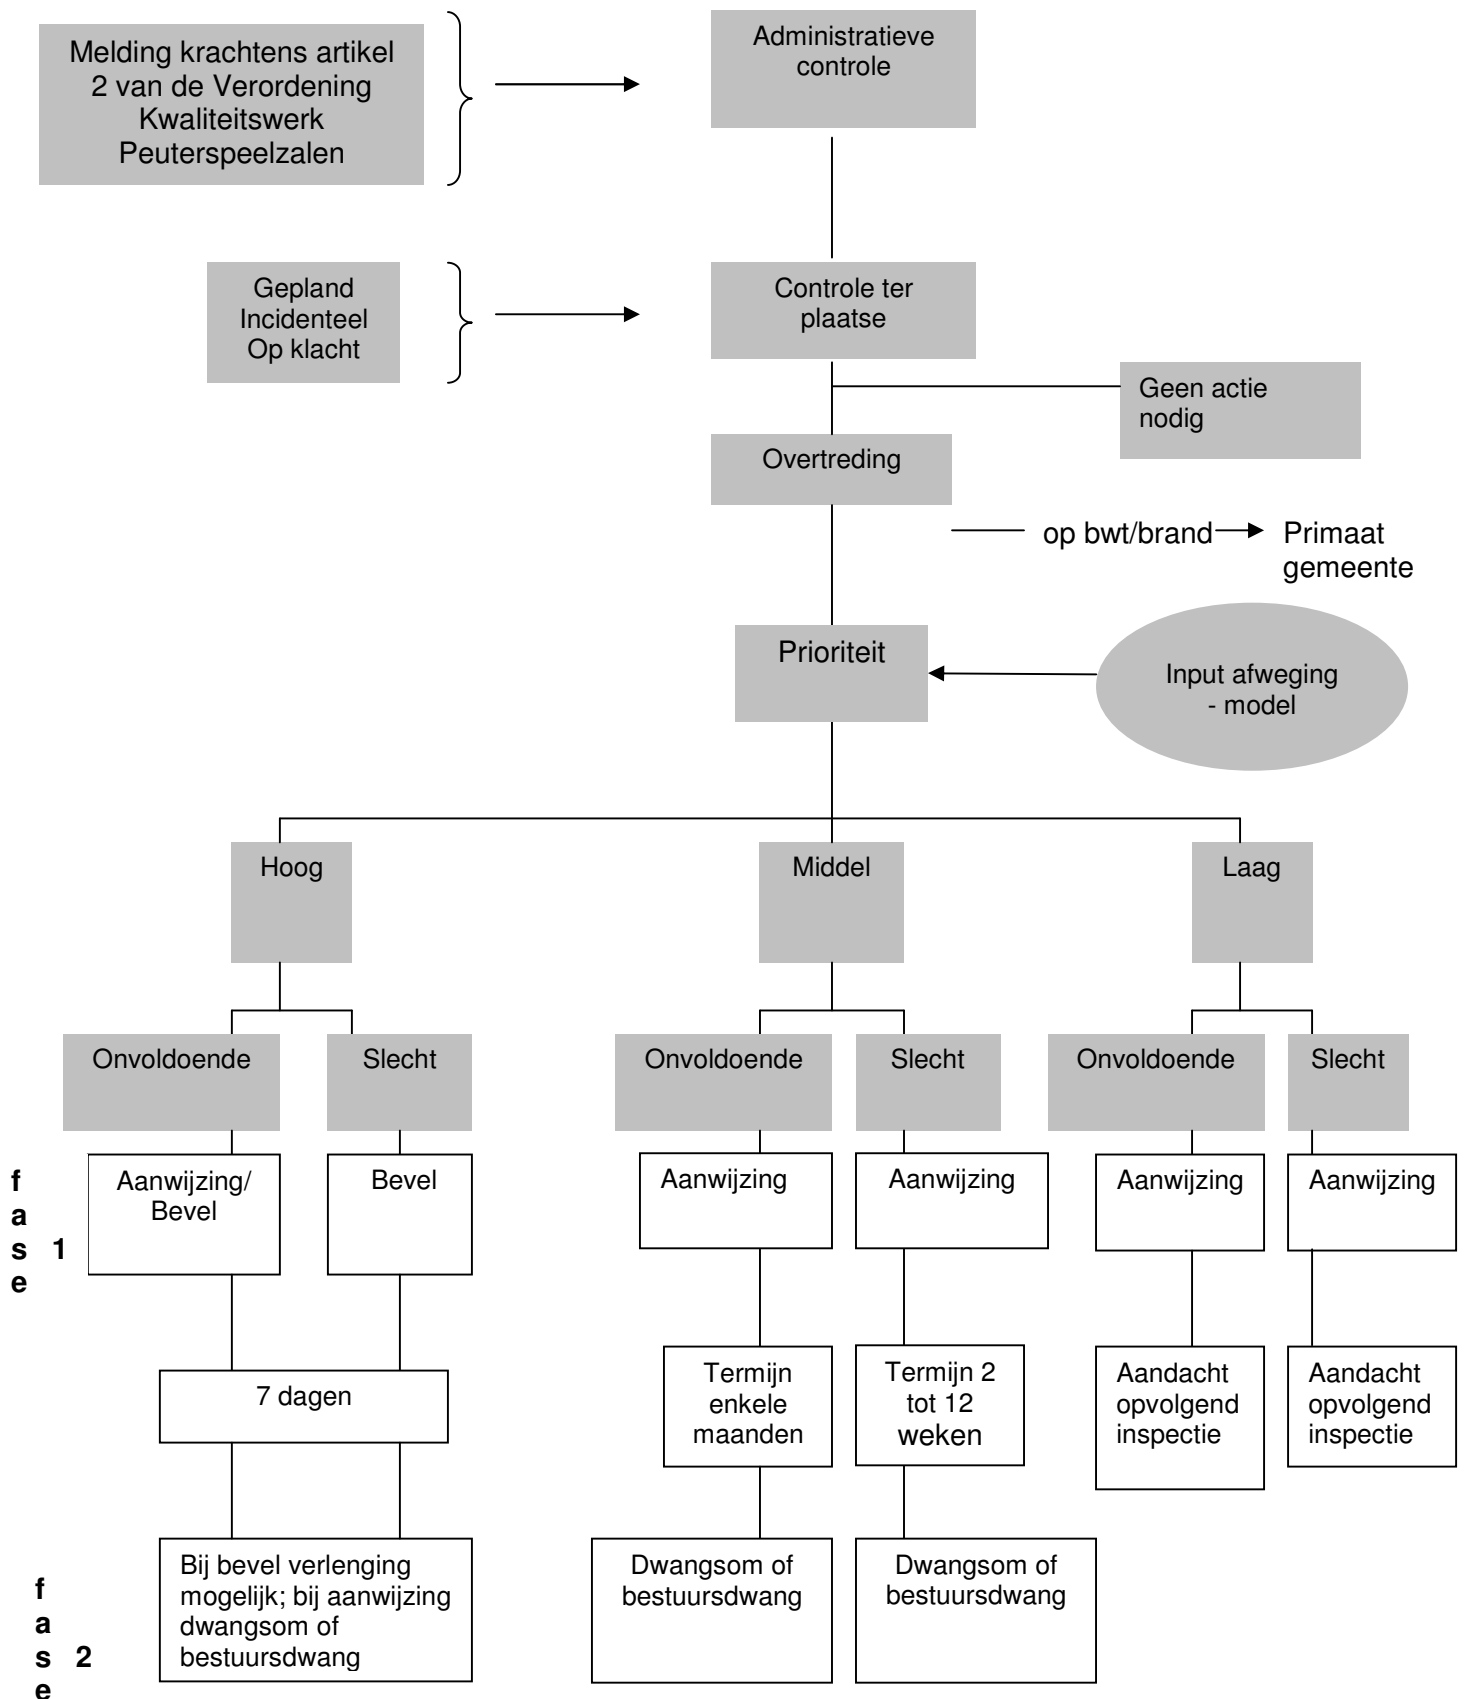 Melding krachtens artikel
2 van de Verordening
Kwaliteitswerk
Peuterspeelzalen
Administratieve
controle
Gepland
Incidenteel
Op klacht
Controle ter
plaatse
Geen actie
nodig
Overtreding
op bwt/brand
Primaat
gemeente
Prioriteit
Input afweging
- model
Hoog
Middel
Laag
Onvoldoende
Slecht
Onvoldoende
Slecht
Onvoldoende
Slecht
f
a
s 1
e
Aanwijzing/
Bevel
Bevel
Aanwijzing
Aanwijzing
Aanwijzing
Aanwijzing
7 dagen
Termijn
enkele
maanden
Termijn 2
tot 12
weken
Aandacht
opvolgend
inspectie
Aandacht
opvolgend
inspectie
f
a
s 2
e
Bij bevel verlenging
mogelijk; bij aanwijzing
dwangsom of
bestuursdwang
Dwangsom of
bestuursdwang
Dwangsom of
bestuursdwang